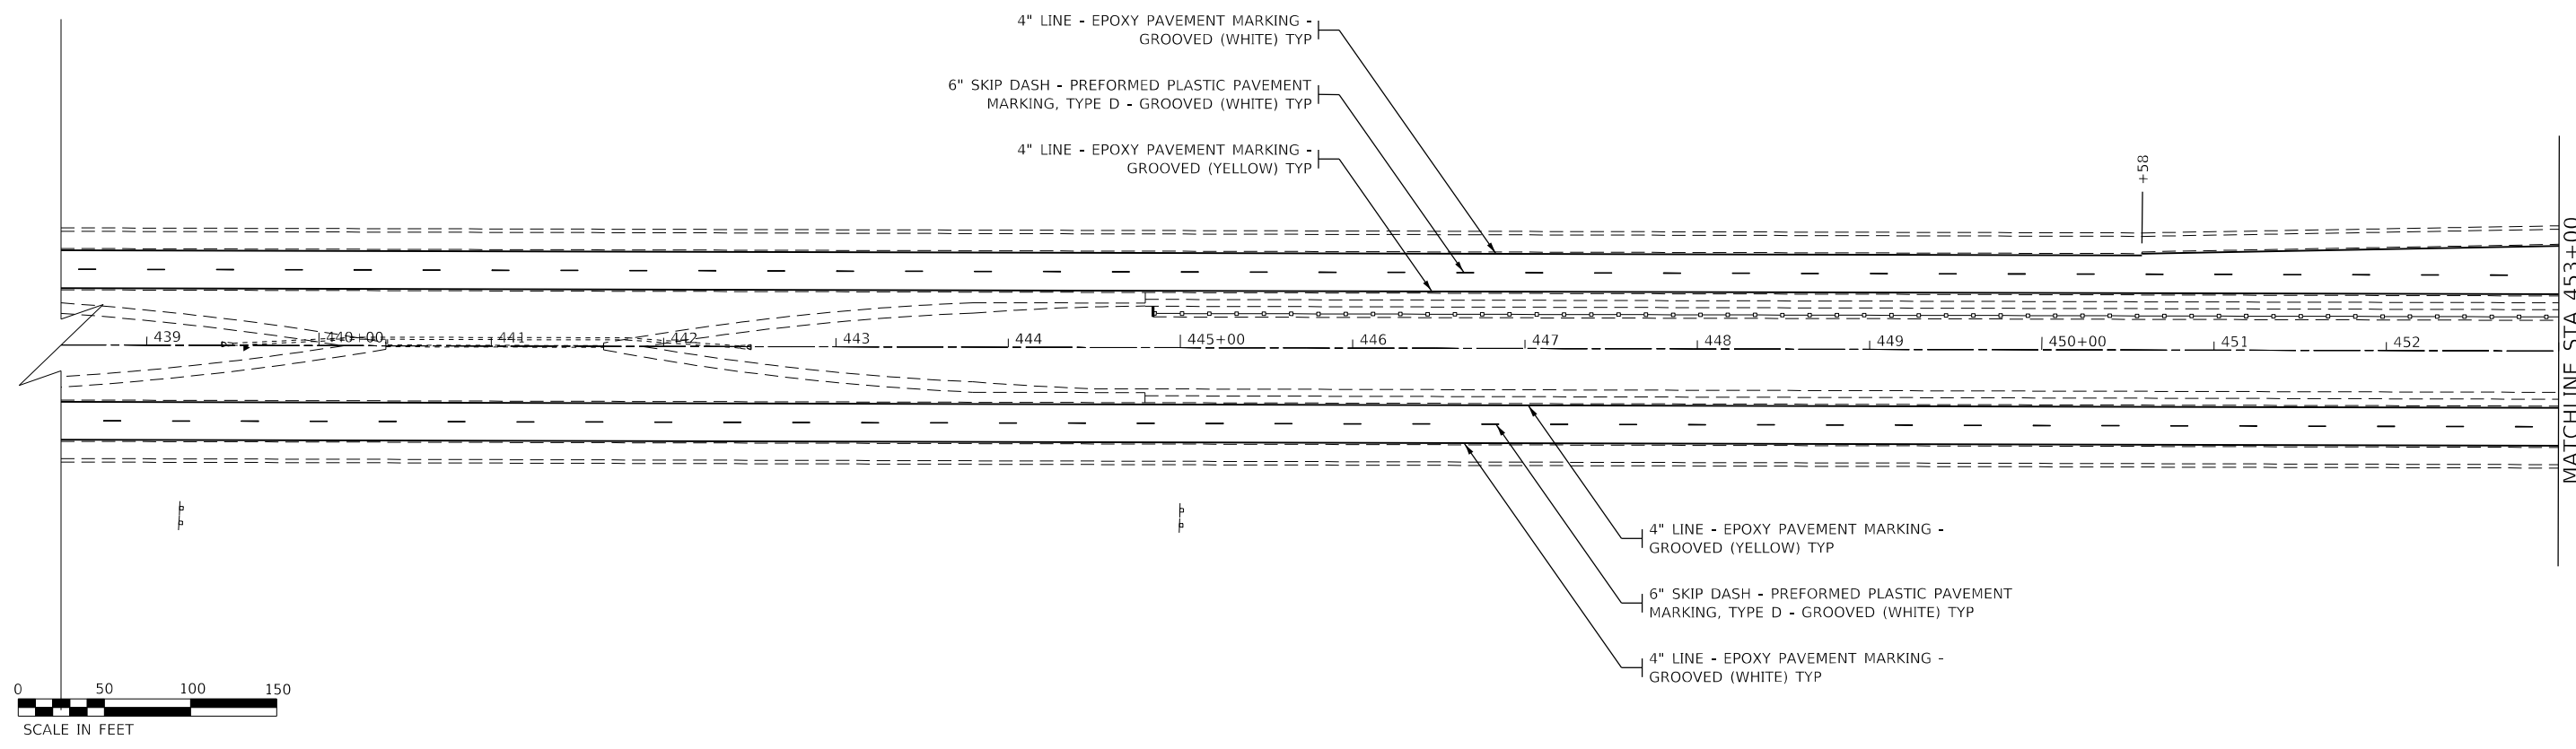 4" LINE - EPOXY PAVEMENT MARKING -
GROOVED (WHITE) TYP
6" SKIP DASH - PREFORMED PLASTIC PAVEMENT
MARKING, TYPE D - GROOVED (WHITE) TYP
4" LINE - EPOXY PAVEMENT MARKING -
GROOVED (YELLOW) TYP
+58
MATCHLINE STA 453+00
439
440+00
441
442
443
444
445+00
446
447
448
449
450+00
451
452
4" LINE - EPOXY PAVEMENT MARKING -
GROOVED (YELLOW) TYP
6" SKIP DASH - PREFORMED PLASTIC PAVEMENT
MARKING, TYPE D - GROOVED (WHITE) TYP
4" LINE - EPOXY PAVEMENT MARKING -
GROOVED (WHITE) TYP
0 50 100 150
SCALE IN FEET